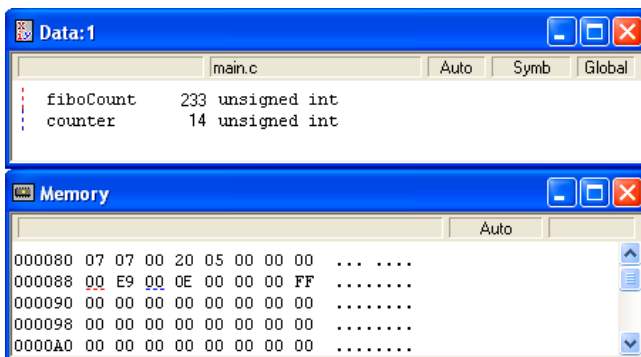 Data:1
main.c Auto Symb Global
fiboCount 233 unsigned int
counter 14 unsigned int
Memory
Auto
000080 07 07 00 20 05 00 00 00 ... ....
000088 00 E9 00 0E 00 00 00 FF ........
000090 00 00 00 00 00 00 00 00 ........
000098 00 00 00 00 00 00 00 00 ........
0000A0 00 00 00 00 00 00 00 00 ........